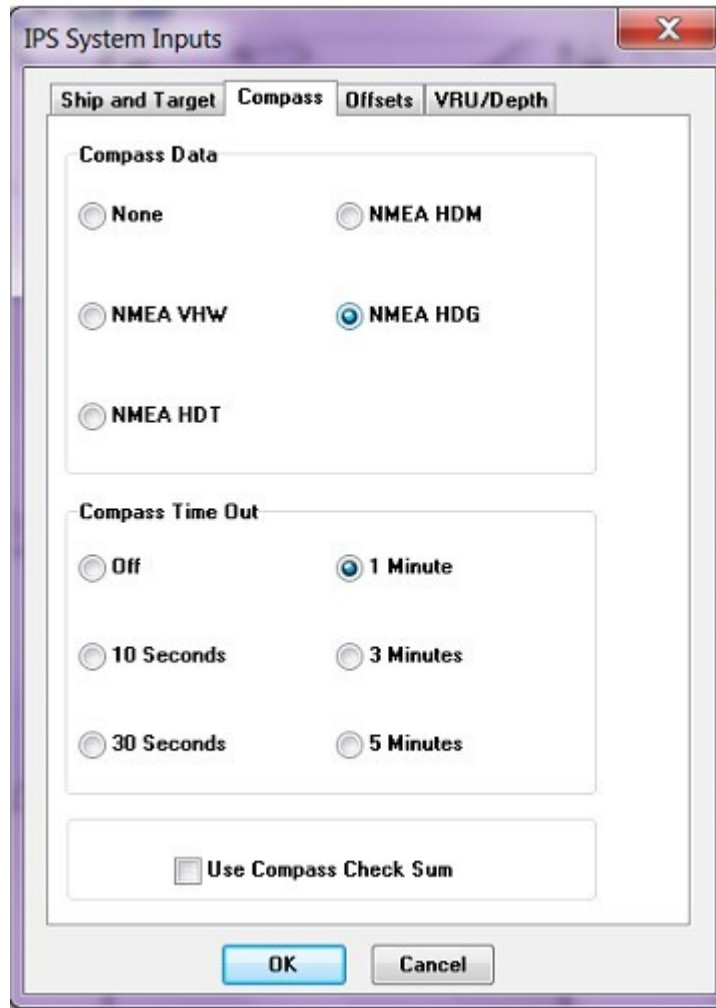 IPS System Inputs
Ship and Target Compass Offsets VRU/Depth
Compass Data
None NMEA HDM
NMEA VHW NMEA HDG
NMEA HDT
Compass Time Out
Off 1 Minute
10 Seconds 3 Minutes
30 Seconds 5 Minutes
Use Compass Check Sum
OK Cancel